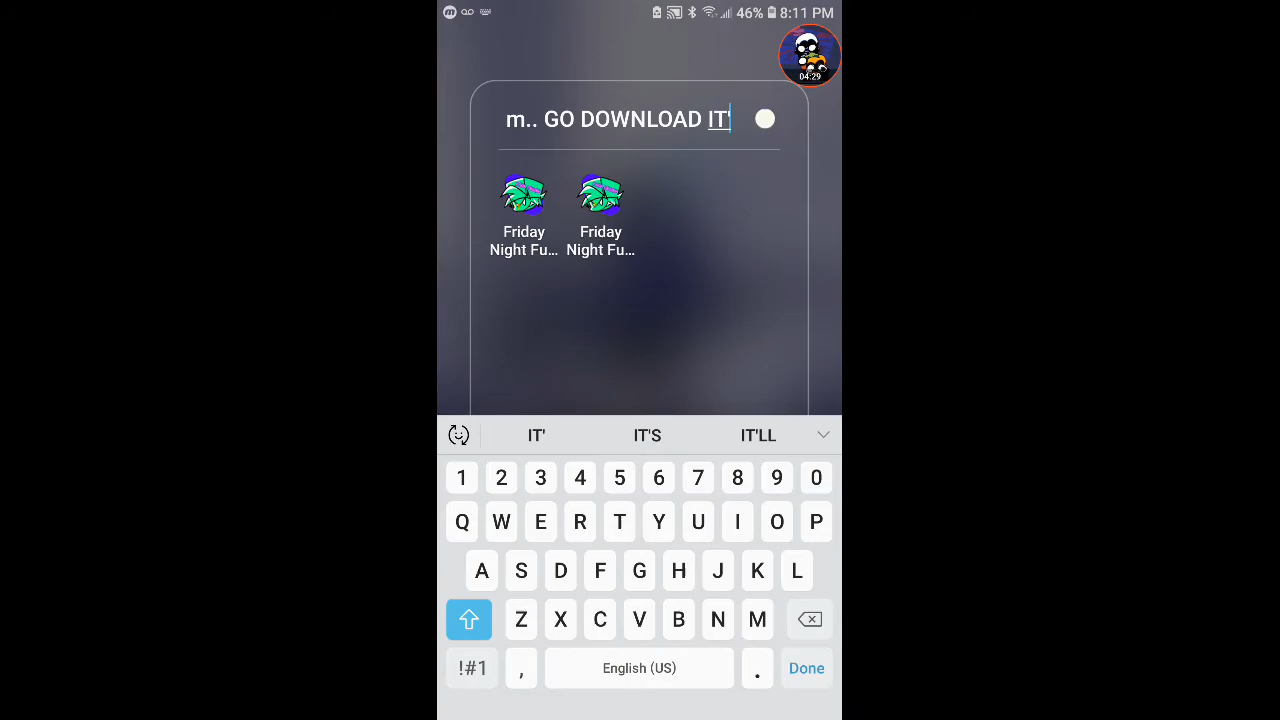 46% 8:11 PM
04:29
m.. GO DOWNLOAD IT'
Friday Night Fu...
Friday Night Fu...
IT' IT'S IT'LL
1 2 3 4 5 6 7 8 9 0
Q W E R T Y U I O P
A S D F G H J K L
Z X C V B N M
!#1 , English (US) . Done